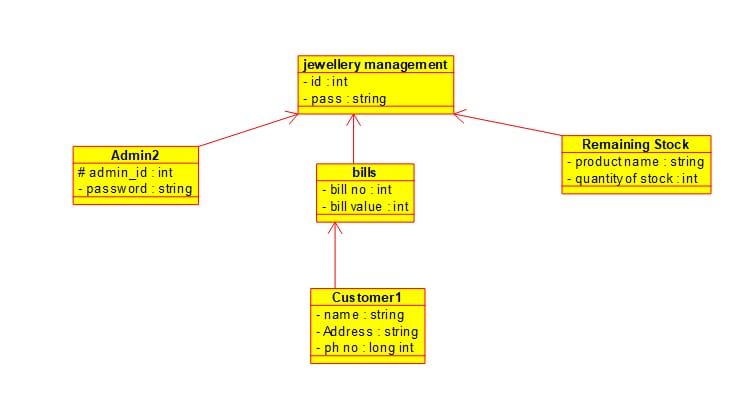 jewellery management
- id : int
- pass : string
Admin2
# admin_id : int
- password : string
bills
- bill no : int
- bill value : int
Remaining Stock
- product name : string
- quantity of stock : int
Customer1
- name : string
- Address : string
- ph no : long int